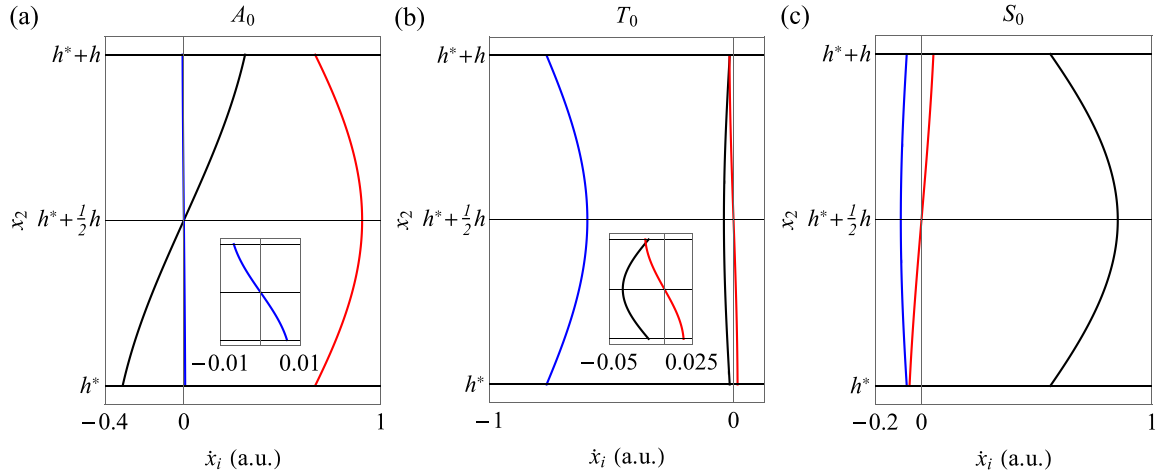 (a) A₀ (b) T₀ (c) S₀
h*+h h*+h h*+h
x₂ h*+½h x₂ h*+½h x₂ h*+½h
−0.01 0.01 −0.05 0.025
h* h* h*
−0.4 0 1 −1 0 −0.2 0 1
ẋᵢ (a.u.) ẋᵢ (a.u.) ẋᵢ (a.u.)